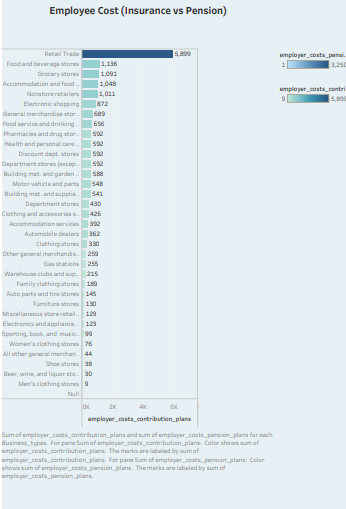 Employee Cost (Insurance vs Pension)
Retail Trade 5,899
Food and beverage stores 1,136
Grocery stores 1,091
Accommodation and food .. 1,048
Nonstore retailers 1,011
Electronic shopping 872
General merchandise stor.. 689
Food service and drinking .. 656
Pharmacies and drug stor.. 592
Health and personal care .. 592
Discount dept. stores 592
Department stores (excep.. 592
Building mat. and garden .. 588
Motor vehicle and parts 548
Building mat. and supplie.. 541
Department stores 430
Clothing and accessories s.. 426
Accommodation services 392
Automobile dealers 362
Clothing stores 330
Other general merchandis.. 259
Gas stations 255
Warehouse clubs and sup.. 215
Family clothing stores 189
Auto parts and tire stores 145
Furniture stores 130
Miscellaneous store retail.. 129
Electronics and appliance .. 123
Sporting, book, and music.. 99
Women's clothing stores 76
All other general merchan.. 44
Shoe stores 38
Beer, wine, and liquor sto.. 30
Men's clothing stores 9
Null
0K 2K 4K 6K
employer_costs_contribution_plans
employer_costs_pensi..
1 3,250
employer_costs_contri
9 5,899
Sum of employer_costs_contribution_plans and sum of employer_costs_pension_plans for each
Business_types. For pane Sum of employer_costs_contribution_plans: Color shows sum of
employer_costs_contribution_plans. The marks are labeled by sum of
employer_costs_contribution_plans. For pane Sum of employer_costs_pension_plans: Color
shows sum of employer_costs_pension_plans. The marks are labeled by sum of
employer_costs_pension_plans.